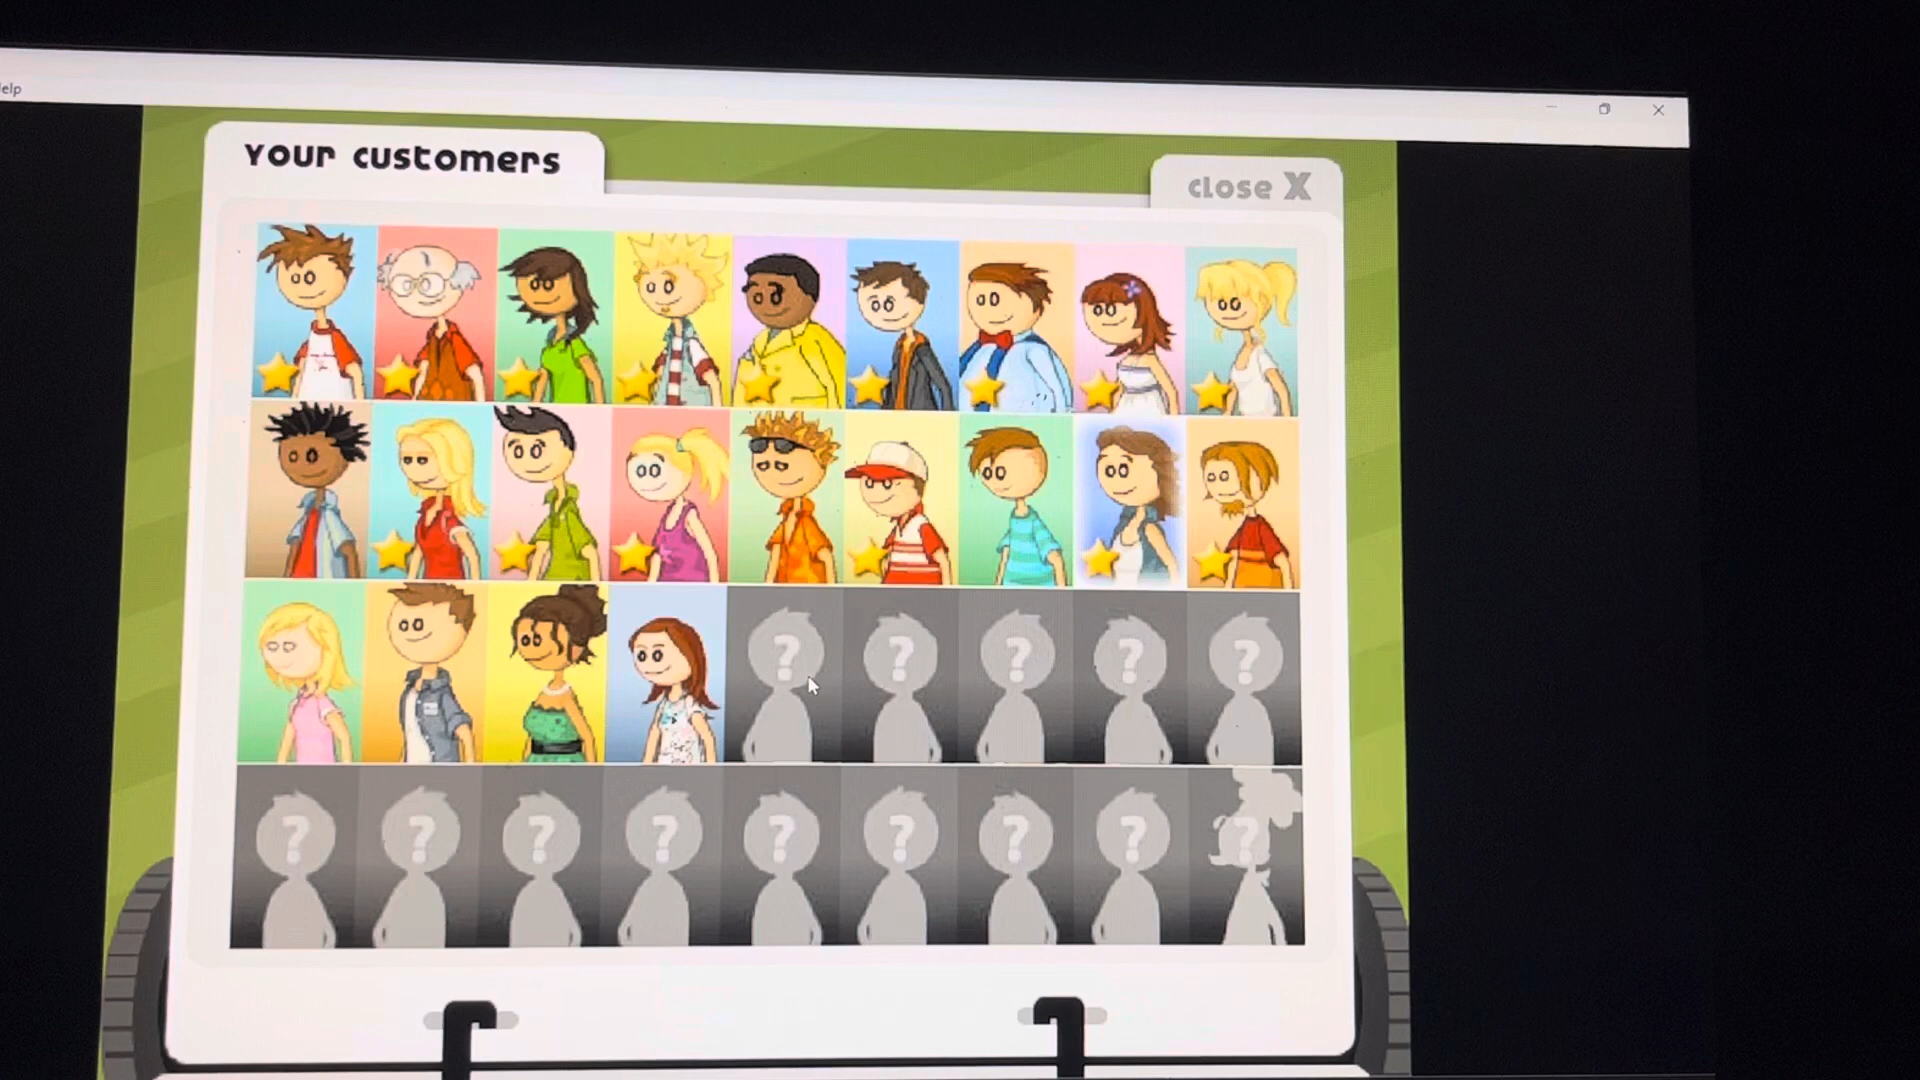 elp
Your customers
close X
? ? ? ? ?
? ? ? ? ? ? ? ? ?